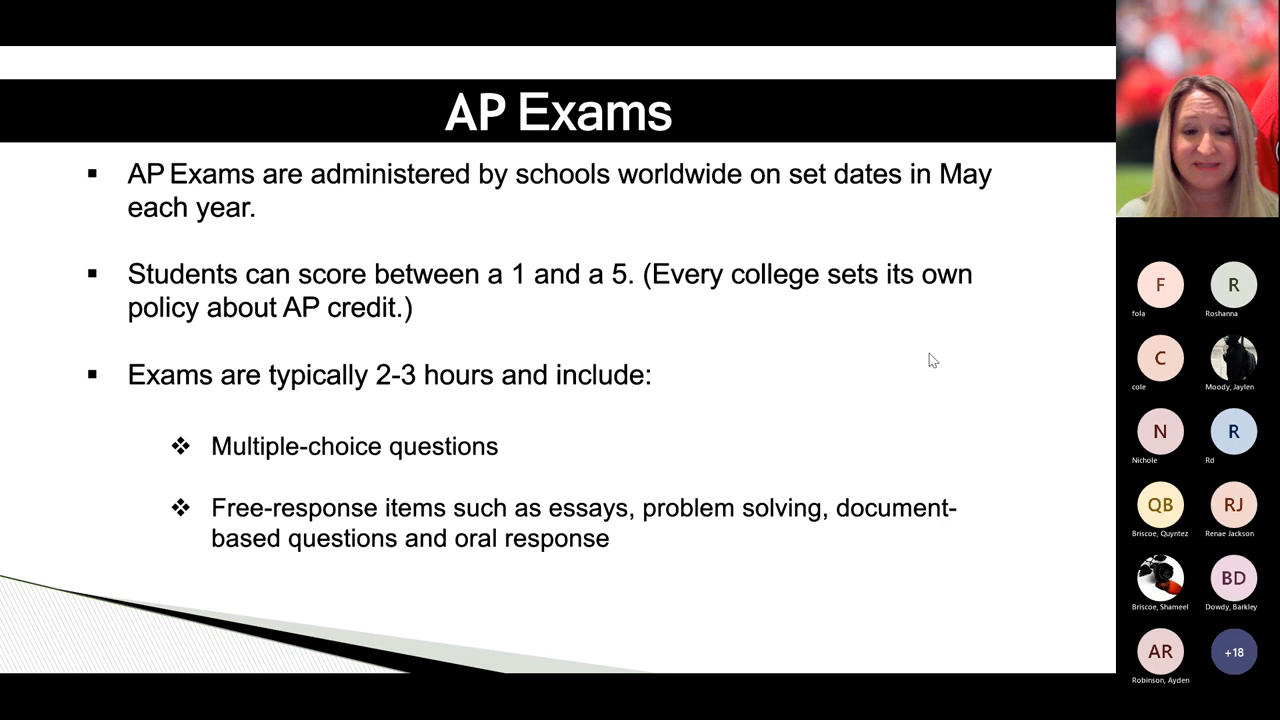 AP Exams
▪ AP Exams are administered by schools worldwide on set dates in May
each year.
▪ Students can score between a 1 and a 5. (Every college sets its own
policy about AP credit.)
▪ Exams are typically 2-3 hours and include:
❖ Multiple-choice questions
❖ Free-response items such as essays, problem solving, document-
based questions and oral response
F
fola
R
Roshanna
C
cole
Moody, Jaylen
N
Nichole
R
Rd
QB
Briscoe, Quyntez
RJ
Renae Jackson
Briscoe, Shameel
BD
Dowdy, Barkley
AR
Robinson, Ayden
+18